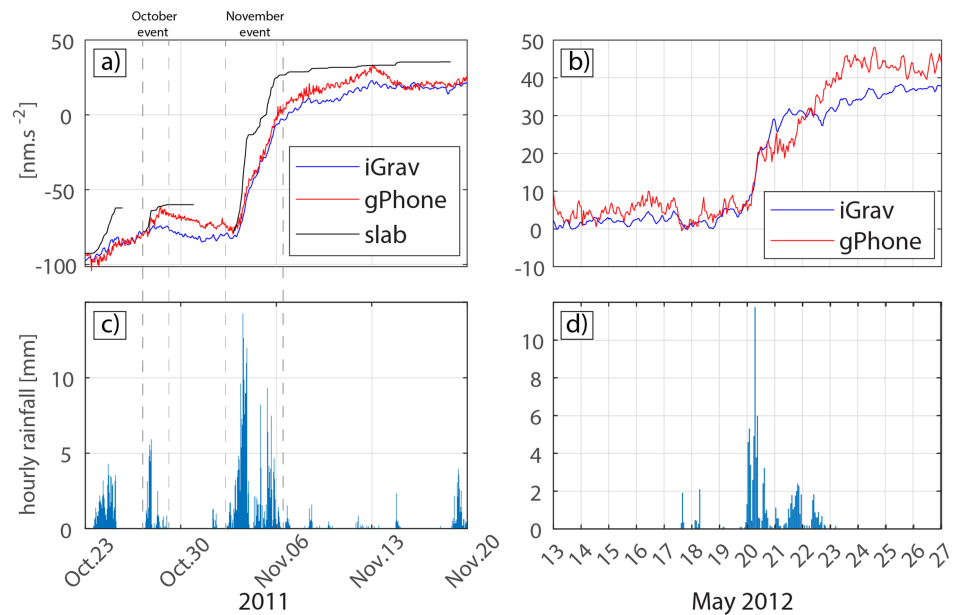 October
event
November
event
a)
50
0
-50
-100
[nm.s⁻²]
iGrav
gPhone
slab
b)
50
40
30
20
10
0
-10
iGrav
gPhone
c)
10
5
0
hourly rainfall [mm]
Oct.23
Oct.30
Nov.06
Nov.13
Nov.20
2011
d)
10
8
6
4
2
0
13
14
15
16
17
18
19
20
21
22
23
24
25
26
27
May 2012